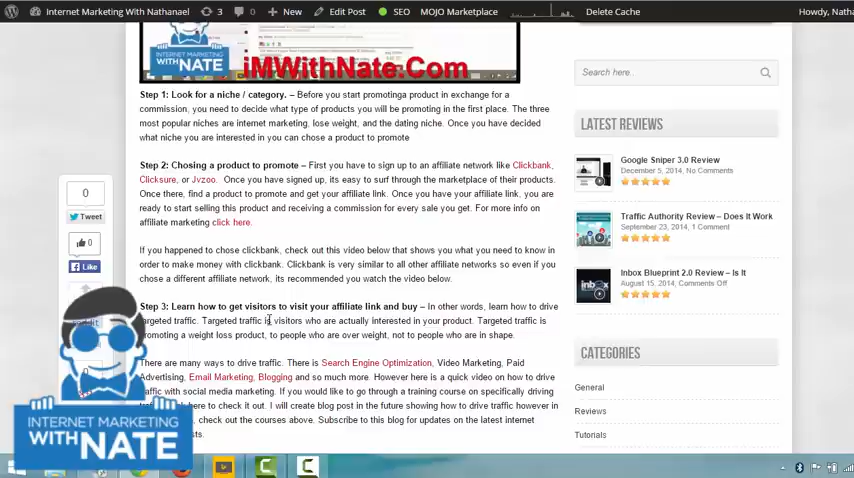 Internet Marketing With Nathanael
3
New
Edit Post
SEO
MOJO Marketplace
Delete Cache
Howdy, Natha
INTERNET MARKETING
WITH NATE
iMWithNate.Com
Step 1: Look for a niche / category. – Before you start promotinga a product in exchange for a
commission, you need to decide what type of products you will be promoting in the first place. The three
most popular niches are internet marketing, lose weight, and the dating niche. Once you have decided
what niche you are interested in you can chose a product to promote
Step 2: Chosing a product to promote – First you have to sign up to an affiliate network like Clickbank,
Clicksure, or Jvzoo. Once you have signed up, its easy to surf through the marketplace of their products.
Once there, find a product to promote and get your affiliate link. Once you have your affiliate link, you are
ready to start selling this product and receiving a commission for every sale you get. For more info on
affiliate marketing click here.
If you happened to chose clickbank, check out this video below that shows you what you need to know in
order to make money with clickbank. Clickbank is very similar to all other affiliate networks so even if you
chose a different affiliate network, its recommended you watch the video below.
Step 3: Learn how to get visitors to visit your affiliate link and buy – In other words, learn how to drive
targeted traffic. Targeted traffic is visitors who are actually interested in your product. Targeted traffic is
promoting a weight loss product, to people who are over weight, not to people who are in shape.
There are many ways to drive traffic. There is Search Engine Optimization, Video Marketing, Paid
Advertising, Email Marketing, Blogging and so much more. However here is a quick video on how to drive
traffic with social media marketing. If you would like to go through a training course on specifically driving
here to check it out. I will create blog post in the future showing how to drive traffic however in
, check out the courses above. Subscribe to this blog for updates on the latest internet
0
Tweet
0
Like
INTERNET MARKETING
WITH NATE
Search here..
LATEST REVIEWS
Google Sniper 3.0 Review
December 5, 2014, No Comments
Traffic Authority Review – Does It Work
September 23, 2014, 1 Comment
Inbox Blueprint 2.0 Review – Is It
August 15, 2014, Comments Off
CATEGORIES
General
Reviews
Tutorials